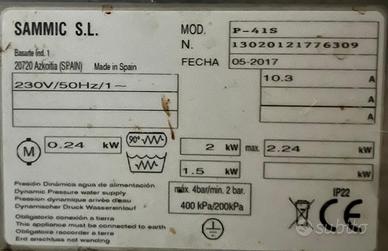 SAMMIC S.L.
Basarte ind. 1
20720 Azkoitia (SPAIN) Made in Spain
MOD. P-41S
N. 13020121776309
FECHA 05-2017
230V/50Hz/1~
10.3 A
A
A
M 0.24 kW 90° 2 kW max. 2.24 kW
1.5 kW
Presión Dinámica agua de alimentación
Dynamic Pressure water supply
Pression dynamique arrivée d'eau
Dynamischer Druck Wassereinlauf
máx. 4bar/min. 2 bar.
400 kPa/200kPa
IP22
CE
Obligatorio conexión a tierra
This appliance must be connected to earth
Obligatoire raccorder a terre
Erd anschluss notwending
subito